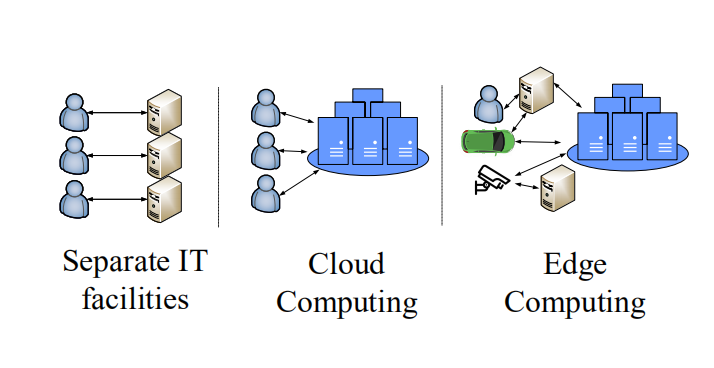 Separate IT
facilities
Cloud
Computing
Edge
Computing